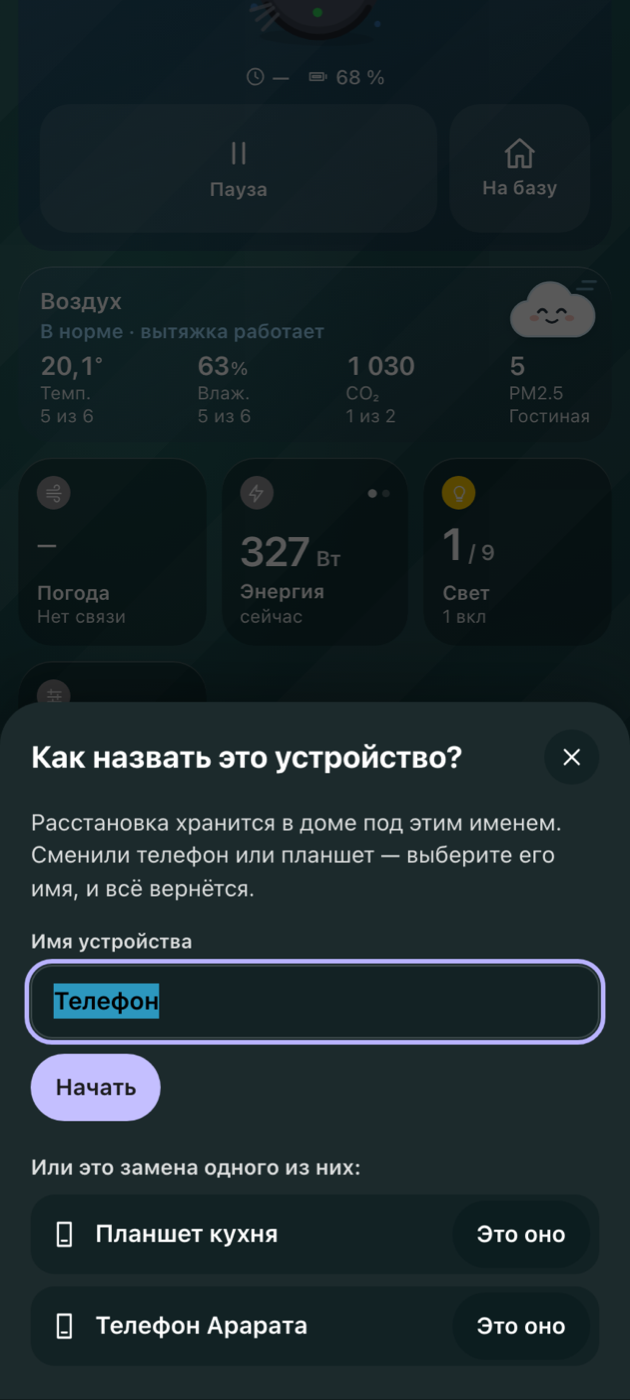 — 68 %
Пауза
На базу
Воздух
В норме · вытяжка работает
20,1° 63% 1 030 5
Темп. Влаж. CO₂ PM2.5
5 из 6 5 из 6 1 из 2 Гостиная
—
Погода
Нет связи
327 Вт
Энергия
сейчас
1 / 9
Свет
1 вкл
Как назвать это устройство?
Расстановка хранится в доме под этим именем.
Сменили телефон или планшет — выберите его
имя, и всё вернётся.
Имя устройства
Телефон
Начать
Или это замена одного из них:
Планшет кухня Это оно
Телефон Арарата Это оно